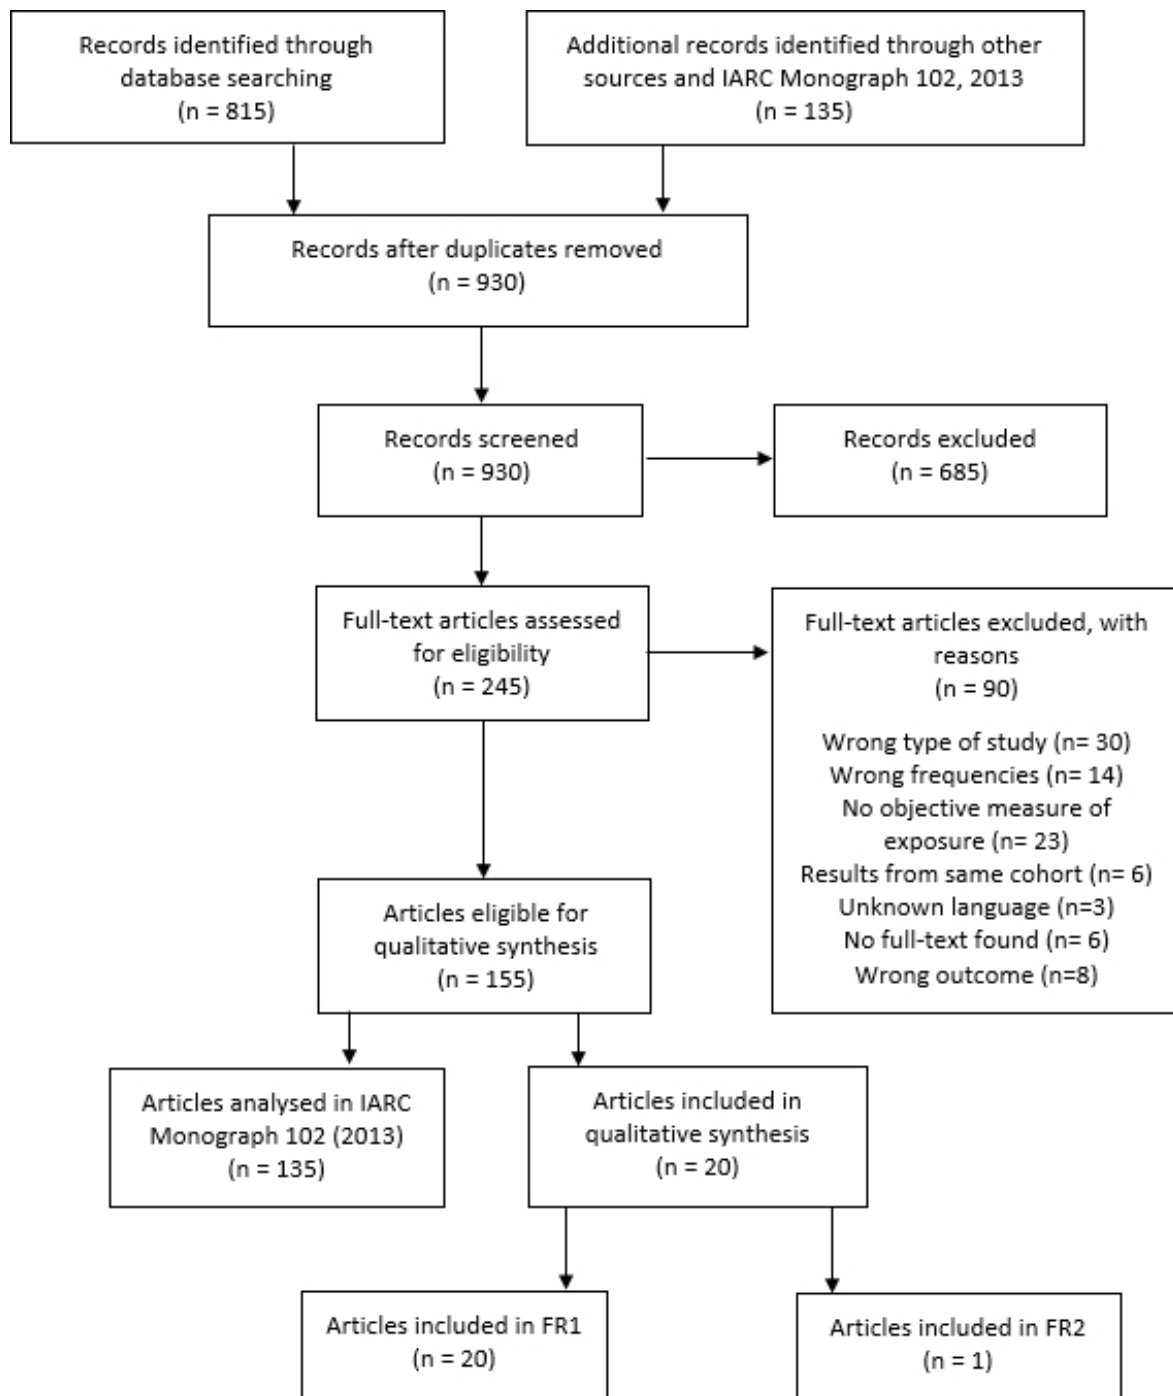 Records identified through
database searching
(n = 815)
Additional records identified through other
sources and IARC Monograph 102, 2013
(n = 135)
Records after duplicates removed
(n = 930)
Records screened
(n = 930)
Records excluded
(n = 685)
Full-text articles assessed
for eligibility
(n = 245)
Full-text articles excluded, with
reasons
(n = 90)
Wrong type of study (n= 30)
Wrong frequencies (n= 14)
No objective measure of
exposure (n= 23)
Results from same cohort (n= 6)
Unknown language (n=3)
No full-text found (n= 6)
Wrong outcome (n=8)
Articles eligible for
qualitative synthesis
(n = 155)
Articles analysed in IARC
Monograph 102 (2013)
(n = 135)
Articles included in
qualitative synthesis
(n = 20)
Articles included in FR1
(n = 20)
Articles included in FR2
(n = 1)